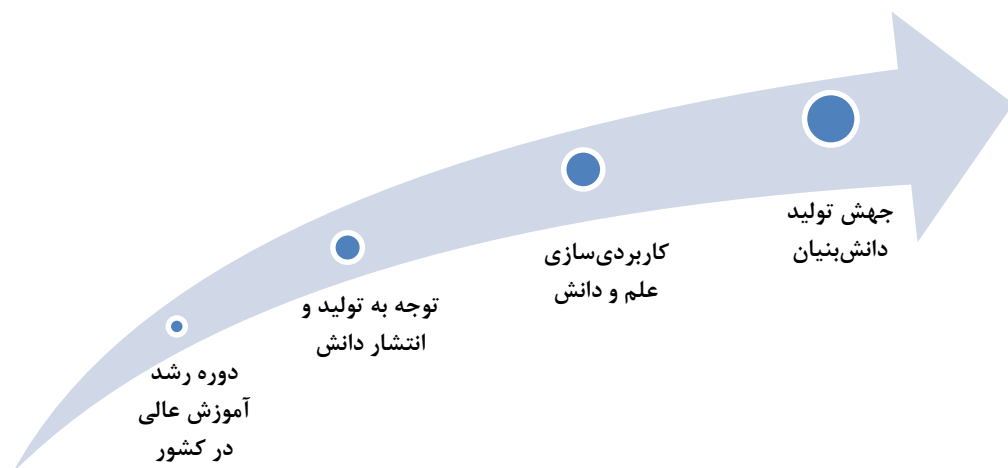 دوره رشد
آموزش عالی
در کشور
توجه به تولید و
انتشار دانش
کاربردی‌سازی
علم و دانش
جهش تولید
دانش‌بنیان